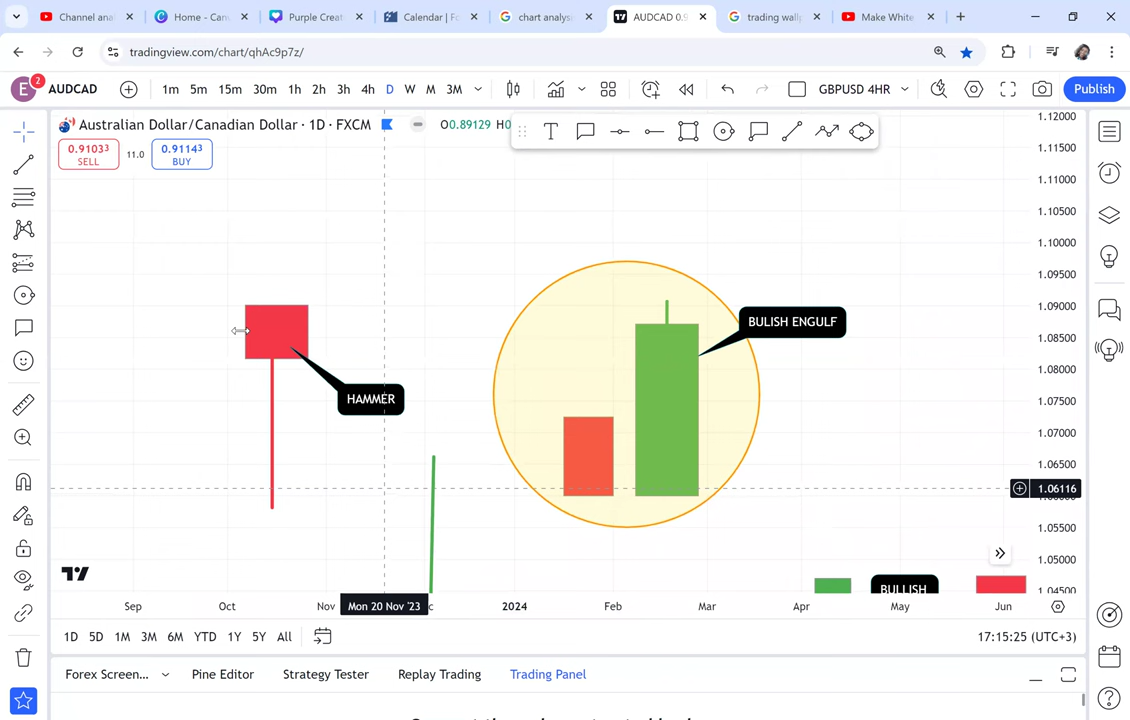 Channel anal
Home - Can
Purple Creat
Calendar | Fo
chart analysi
AUDCAD 0.9
trading wallp
Make White
tradingview.com/chart/qhAc9p7z/
E
2
AUDCAD
1m 5m 15m 30m 1h 2h 3h 4h D W M 3M
GBPUSD 4HR
Publish
Australian Dollar/Canadian Dollar · 1D · FXCM
O0.89129 H0
T
0.91033
SELL
11.0
0.91143
BUY
1.12000
1.11500
1.11000
1.10500
1.10000
1.09500
1.09000
1.08500
1.08000
1.07500
1.07000
1.06500
1.06116
1.05500
1.05000
1.04500
BULISH ENGULF
HAMMER
BULLISH
Sep Oct Nov Mon 20 Nov '23 c 2024 Feb Mar Apr May Jun
1D 5D 1M 3M 6M YTD 1Y 5Y All
17:15:25 (UTC+3)
Forex Screen... Pine Editor Strategy Tester Replay Trading Trading Panel